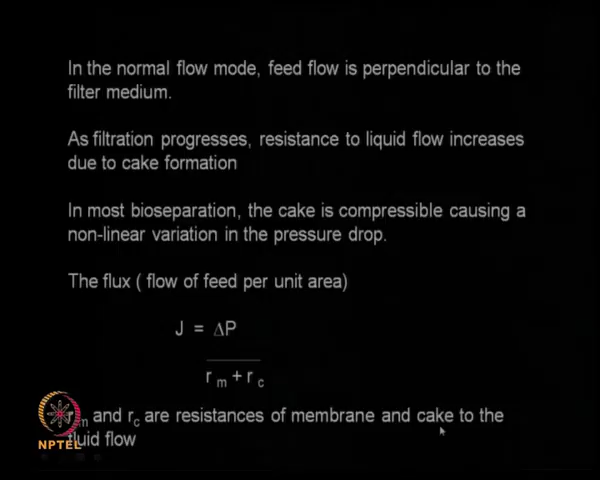 In the normal flow mode, feed flow is perpendicular to the
filter medium.
As filtration progresses, resistance to liquid flow increases
due to cake formation
In most bioseparation, the cake is compressible causing a
non-linear variation in the pressure drop.
The flux ( flow of feed per unit area)
J = ΔP
r m + r c
rm and rc are resistances of membrane and cake to the
fluid flow
NPTEL